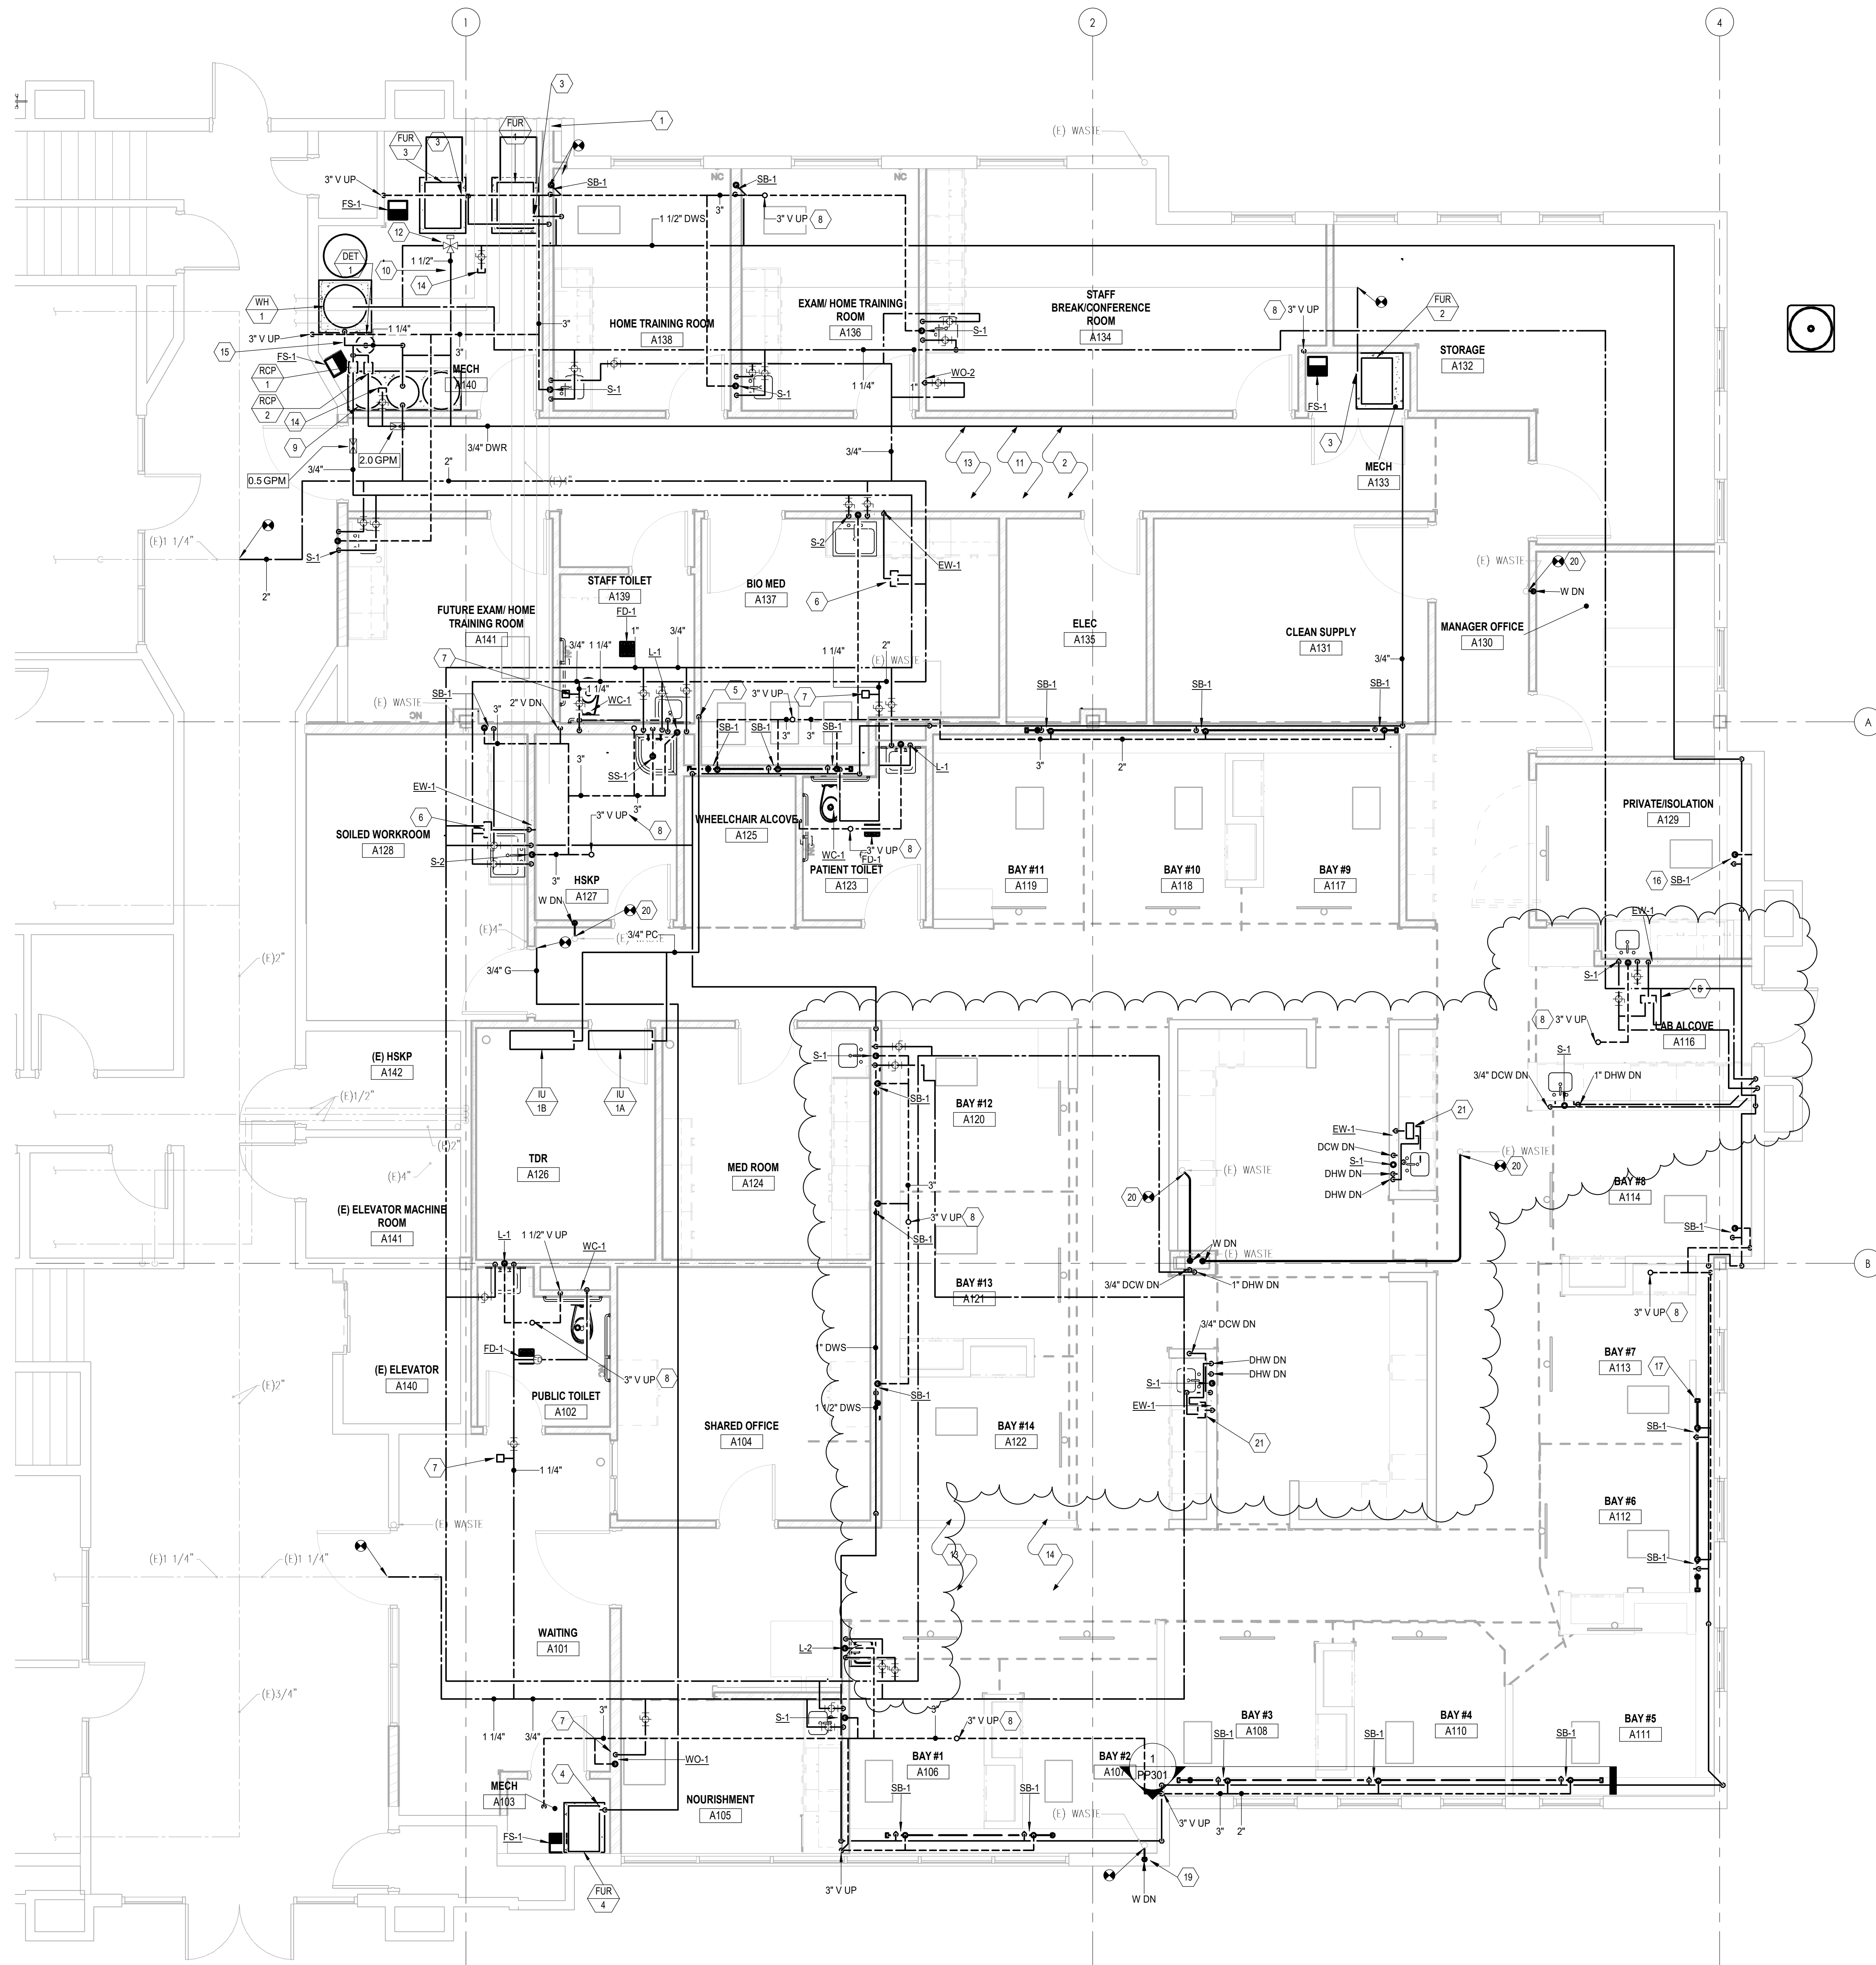 1
2
4
3
1
(E) WASTE
FUR
3
3
FUR
1
NC
NC
3" V UP
FS-1
SB-1
SB-1
3"
3" V UP
8
12
1 1/2" DWS
DET
1
10
1 1/2"
14
WH
1
1 1/4"
3" V UP
15
FS-1
3"
MECH
A140
RCP
1
RCP
2
14
9
2.0 GPM
0.5 GPM
3/4"
3/4" DWR
2"
(E)4"
3"
HOME TRAINING ROOM
A138
S-1
EXAM/ HOME TRAINING
ROOM
A136
S-1
S-1
1 1/4"
1"
WO-2
3/4"
STAFF
BREAK/CONFERENCE
ROOM
A134
8
3" V UP
FUR
2
STORAGE
A132
FS-1
3
MECH
A133
13
11
2
(E)1 1/4"
2"
S-1
FUTURE EXAM/ HOME
TRAINING ROOM
A141
STAFF TOILET
A139
FD-1
1"
3/4"
3/4"
1 1/4"
7
1 1/4"
WC-1
L-1
BIO MED
A137
S-2
EW-1
6
1 1/4"
2"
(E) WASTE
ELEC
A135
CLEAN SUPPLY
A131
3/4"
(E) WASTE
20
W DN
MANAGER OFFICE
A130
(E) WASTE
NC
SB-1
3"
2" V DN
5
3" V UP
7
3"
3"
SB-1
SB-1
SB-1
L-1
SB-1
SB-1
SB-1
3"
2"
A
3"
SS-1
3"
EW-1
6
S-2
3"
3" V UP
8
SOILED WORKROOM
A128
HSKP
A127
W DN
20
(E) WASTE
3/4" PC
(E)4"
3/4" G
WHEELCHAIR ALCOVE
A125
WC-1
FD-1
3" V UP
8
PATIENT TOILET
A123
BAY #11
A119
BAY #10
A118
BAY #9
A117
PRIVATE/ISOLATION
A129
16
SB-1
EW-1
S-1
8
3" V UP
LAB ALCOVE
A116
S-1
3/4" DCW DN
1" DHW DN
(E)2"
(E) HSKP
A142
(E)1/2"
(E)2"
(E)4"
IU
1B
IU
1A
TDR
A126
MED ROOM
A124
S-1
SB-1
BAY #12
A120
3"
3" V UP
8
SB-1
21
EW-1
DCW DN
S-1
DHW DN
DHW DN
(E) WASTE
20
(E) WASTE
20
W DN
(E) WASTE
3/4" DCW DN
1" DHW DN
BAY #8
A114
SB-1
B
3" V UP
8
(E) ELEVATOR MACHINE
ROOM
A141
L-1
1 1/2" V UP
WC-1
FD-1
3" V UP
8
PUBLIC TOILET
A102
(E) ELEVATOR
A140
(E)2"
BAY #13
A121
1" DWS
SB-1
1 1/2" DWS
BAY #14
A122
3/4" DCW DN
DHW DN
DHW DN
S-1
EW-1
21
BAY #7
A113
17
SB-1
BAY #6
A112
SB-1
SHARED OFFICE
A104
7
1 1/4"
(E) WASTE
(E)1 1/4"
(E)1 1/4"
13
14
WAITING
A101
(E)3/4"
L-2
S-1
3"
3" V UP
8
1 1/4"
3/4"
7
3"
WO-1
MECH
A103
4
FS-1
FUR
4
NOURISHMENT
A105
BAY #1
A106
SB-1
SB-1
BAY #2
A107
1
PP301
(E) WASTE
3" V UP
19
W DN
3" V UP
3"
2"
BAY #3
A108
SB-1
BAY #4
A110
SB-1
BAY #5
A111
SB-1